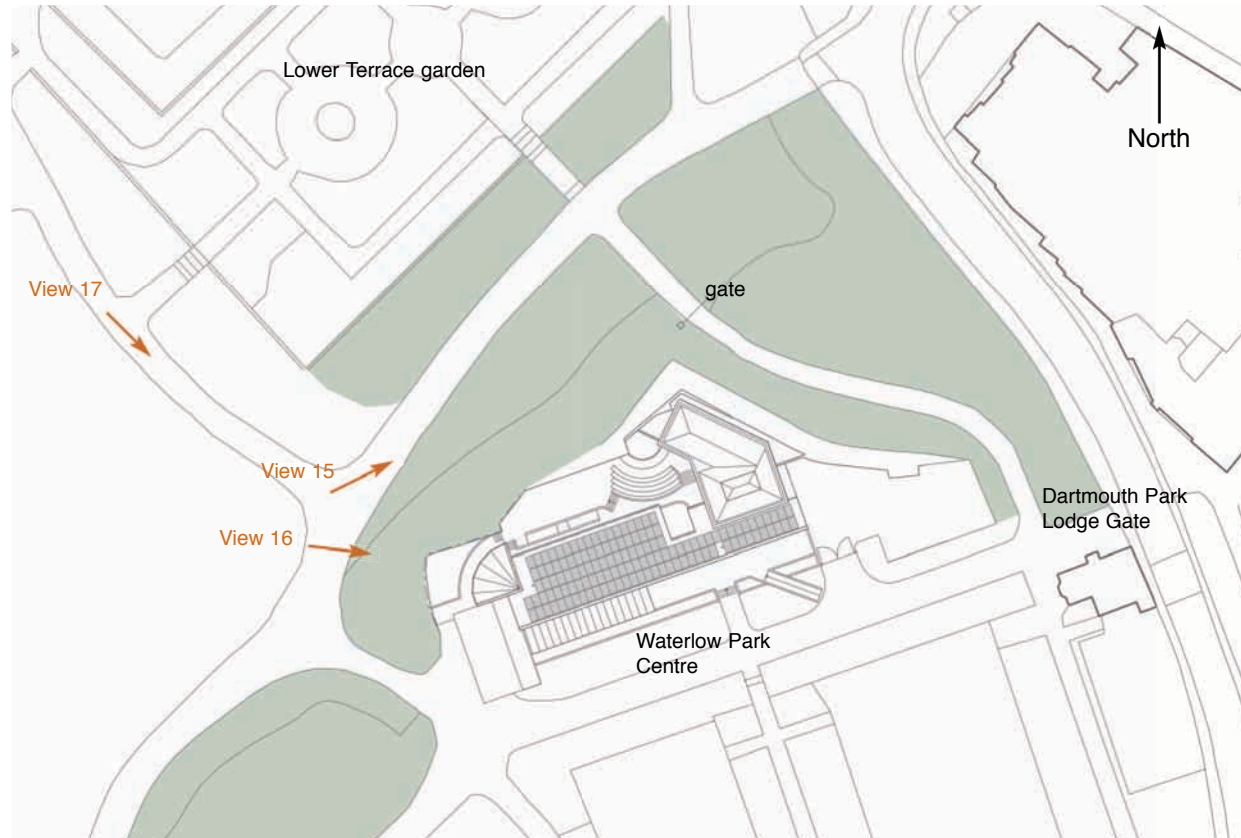 Lower Terrace garden
North
View 17
gate
View 15
View 16
Dartmouth Park
Lodge Gate
Waterlow Park
Centre